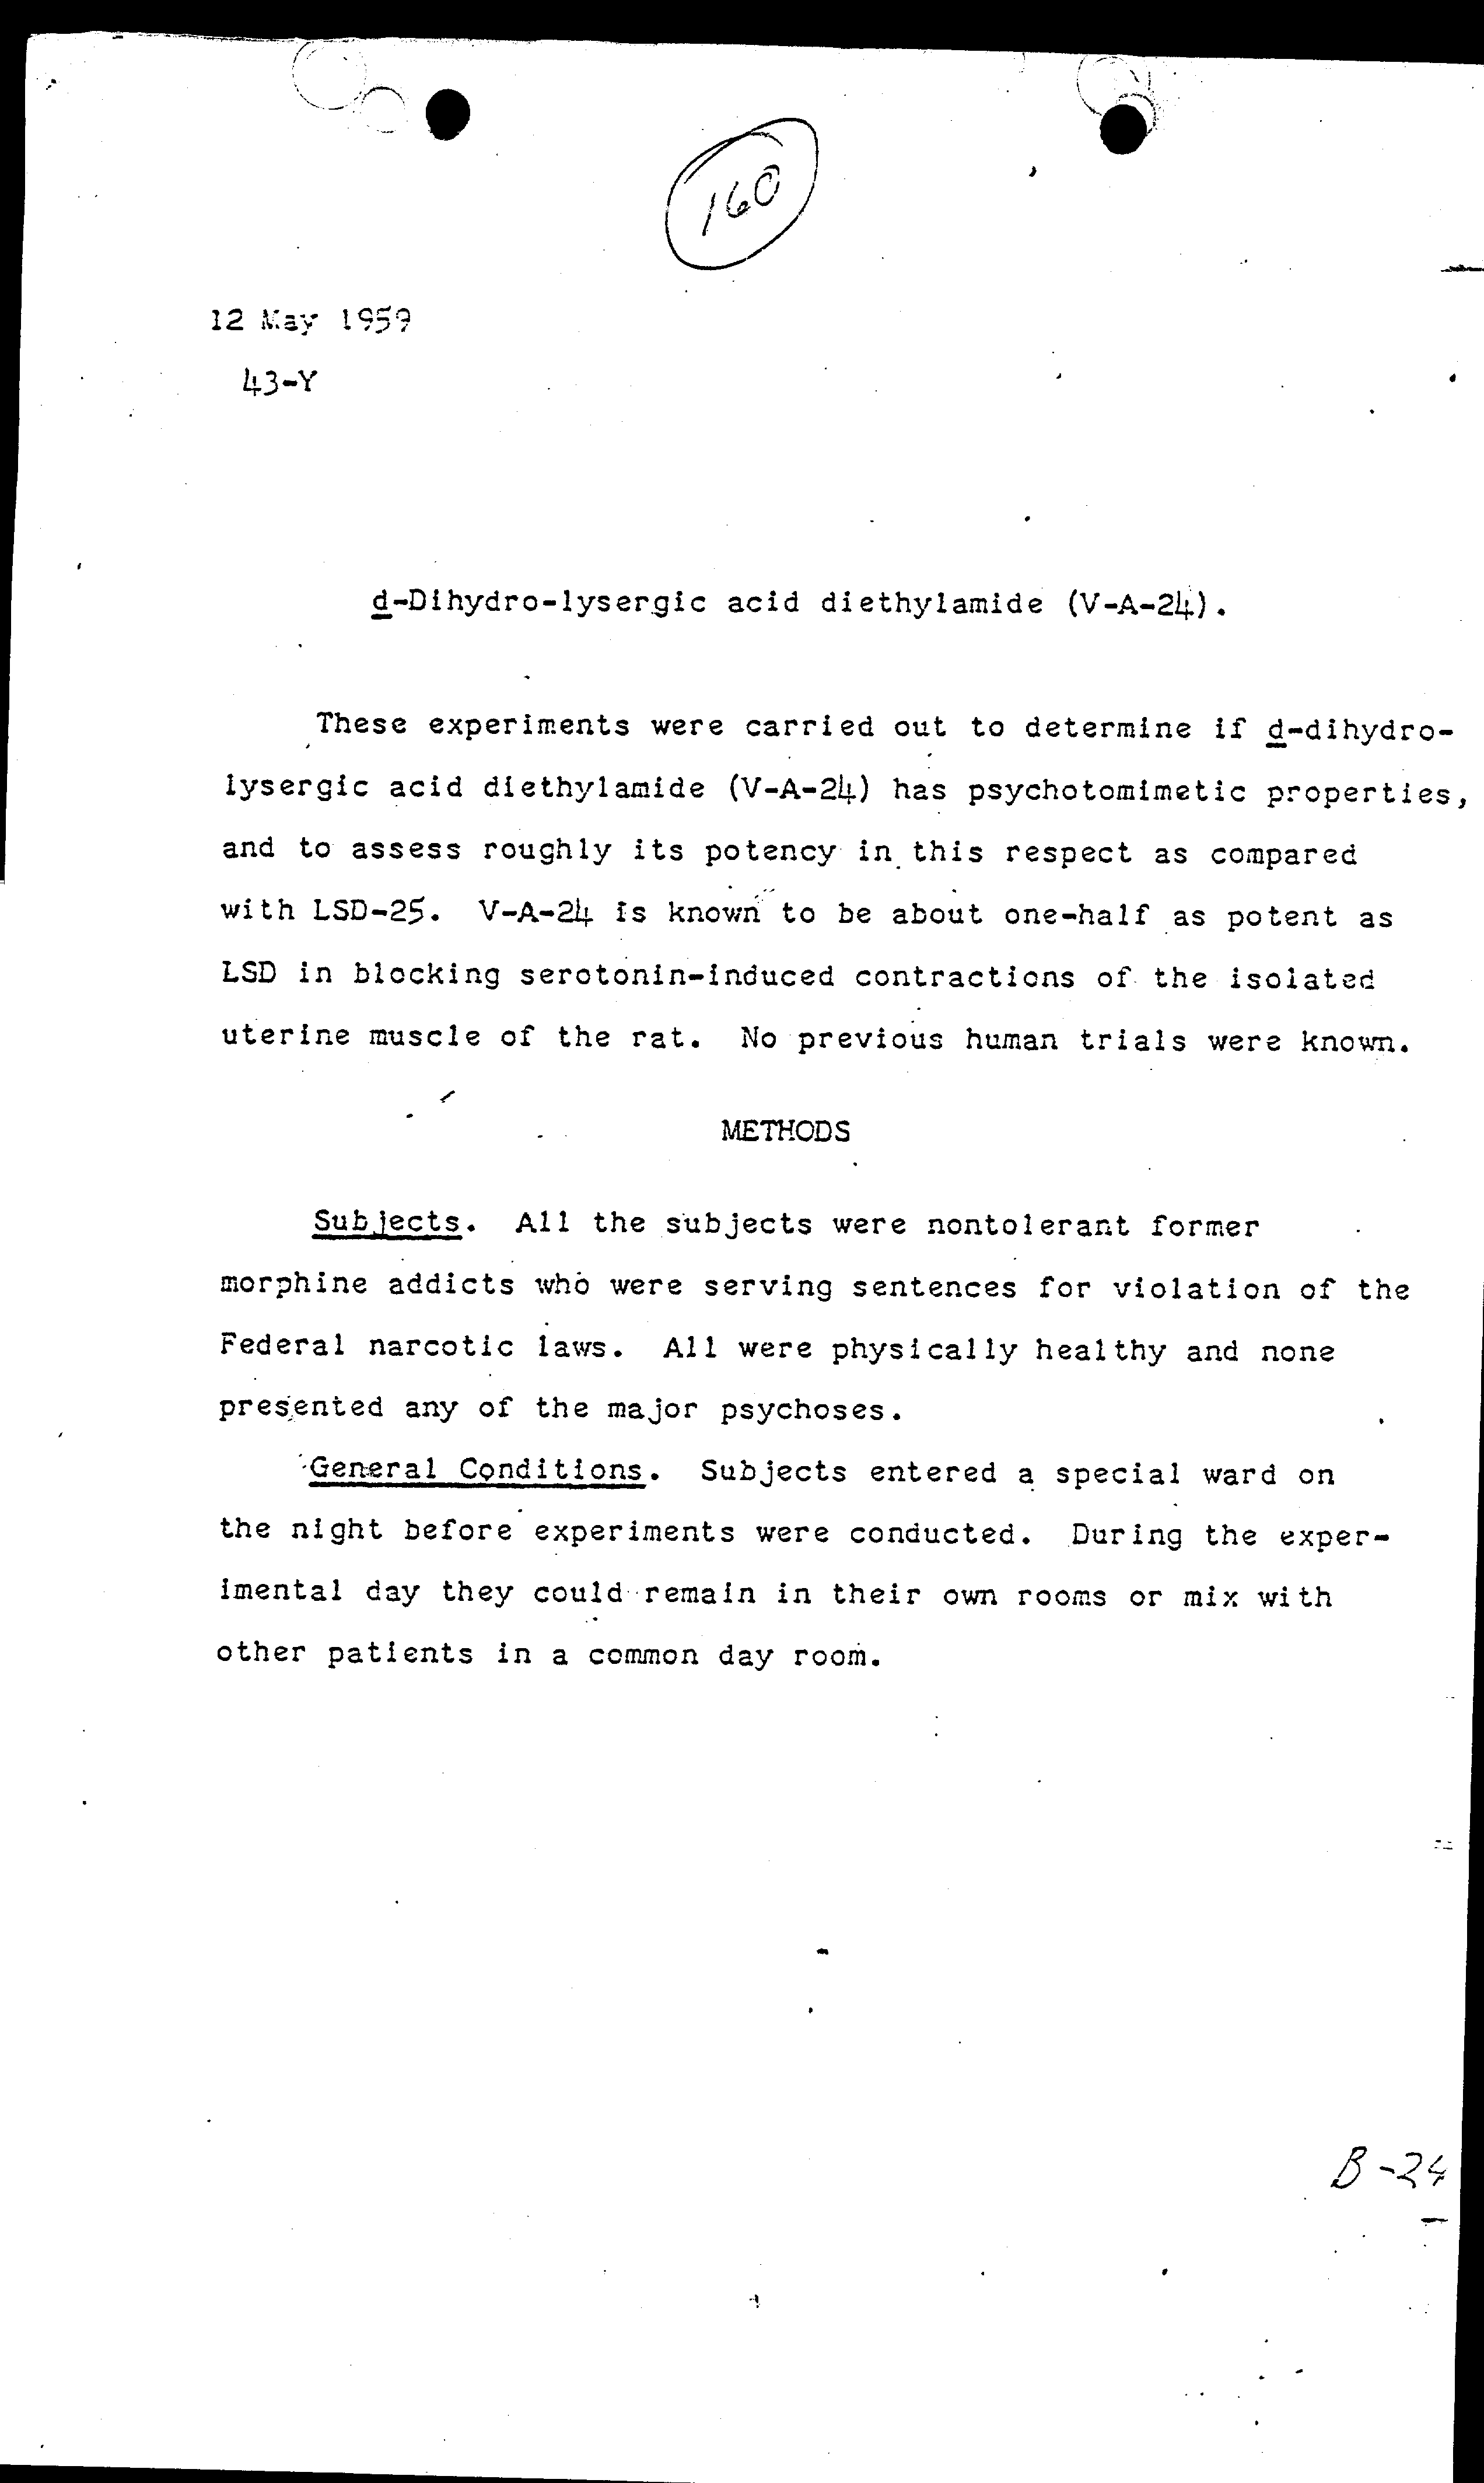 160
12 May 1959
43-Y
d-Dihydro-lysergic acid diethylamide (V-A-24).
These experiments were carried out to determine if d-dihydro-
lysergic acid diethylamide (V-A-24) has psychotomimetic properties,
and to assess roughly its potency in this respect as compared
with LSD-25. V-A-24 is known to be about one-half as potent as
LSD in blocking serotonin-induced contractions of the isolated
uterine muscle of the rat. No previous human trials were known.
METHODS
Subjects. All the subjects were nontolerant former
morphine addicts who were serving sentences for violation of the
Federal narcotic laws. All were physically healthy and none
presented any of the major psychoses.
General Conditions. Subjects entered a special ward on
the night before experiments were conducted. During the exper-
imental day they could remain in their own rooms or mix with
other patients in a common day room.
B-24